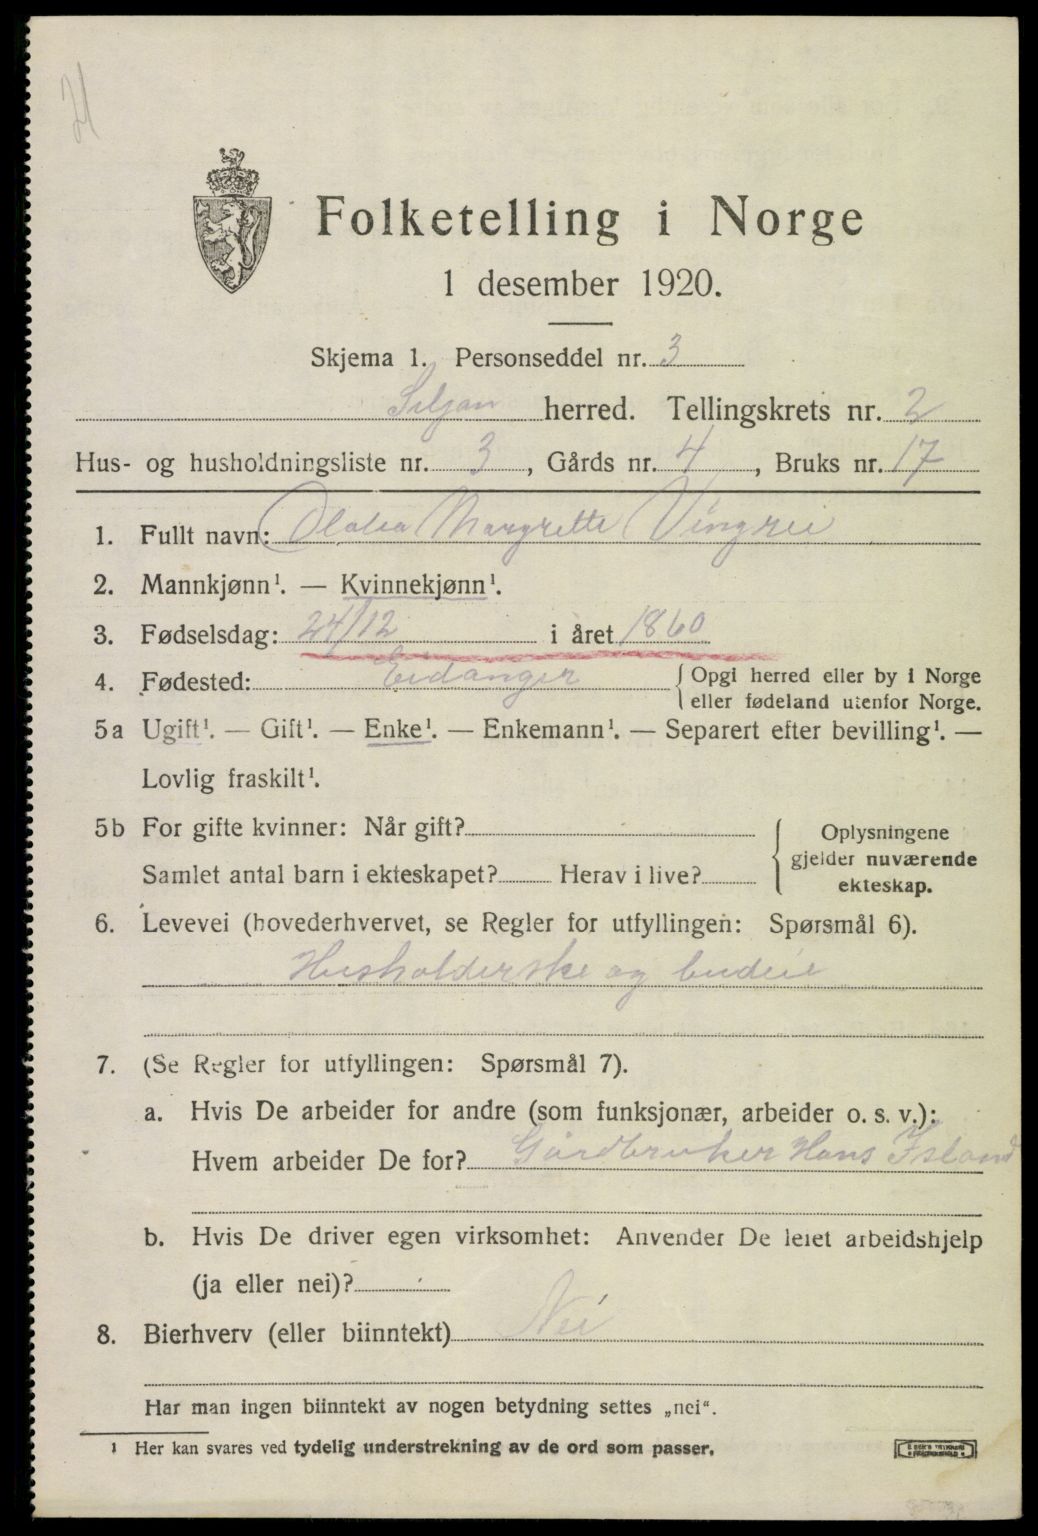 21
Folketelling i Norge
1 desember 1920.
Skjema 1. Personseddel nr. 3
Siljan herred. Tellingskrets nr. 2
Hus- og husholdningsliste nr. 3, Gårds nr. 4, Bruks nr. 17
1. Fullt navn: Olalea Margrette Vingrei
2. Mannkjønn¹. — Kvinnekjønn¹.
3. Fødselsdag: 24/12 i året 1860
4. Fødested: Eidanger { Opgi herred eller by i Norge
eller fødeland utenfor Norge.
5a Ugift¹. — Gift¹. — Enke¹. — Enkemann¹. — Separert efter bevilling¹. —
Lovlig fraskilt¹.
5b For gifte kvinner: Når gift?
Samlet antal barn i ekteskapet? Herav i live?
Oplysningene
gjelder nuværende
ekteskap.
6. Levevei (hovederhvervet, se Regler for utfyllingen: Spørsmål 6).
Husholderske og budeie
7. (Se Regler for utfyllingen: Spørsmål 7).
a. Hvis De arbeider for andre (som funksjonær, arbeider o. s. v.):
Hvem arbeider De for? Gårdbruker Hans Island
b. Hvis De driver egen virksomhet: Anvender De leiet arbeidshjelp
(ja eller nei)?
8. Bierhverv (eller biinntekt) Nei
Har man ingen biinntekt av nogen betydning settes „nei“.
¹ Her kan svares ved tydelig understrekning av de ord som passer.